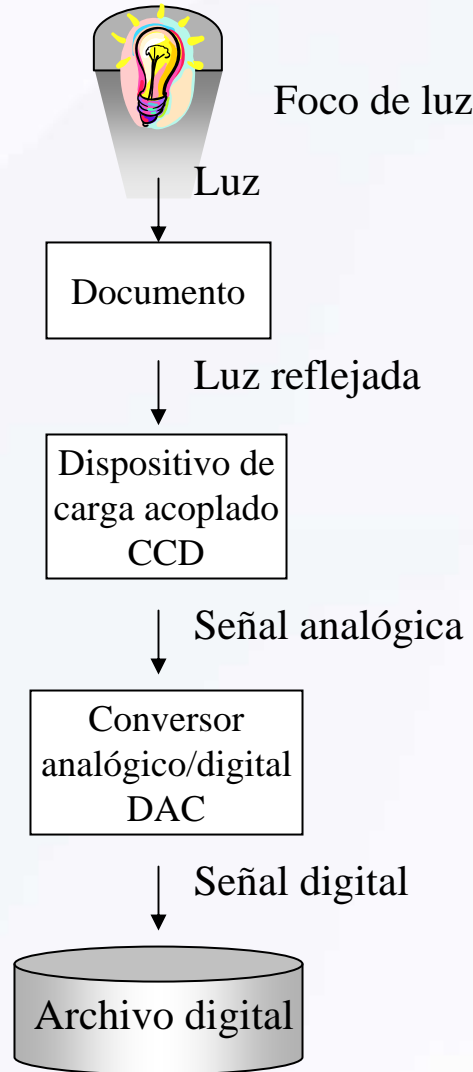 Foco de luz
Luz
Documento
Luz reflejada
Dispositivo de
carga acoplado
CCD
Señal analógica
Conversor
analógico/digital
DAC
Señal digital
Archivo digital